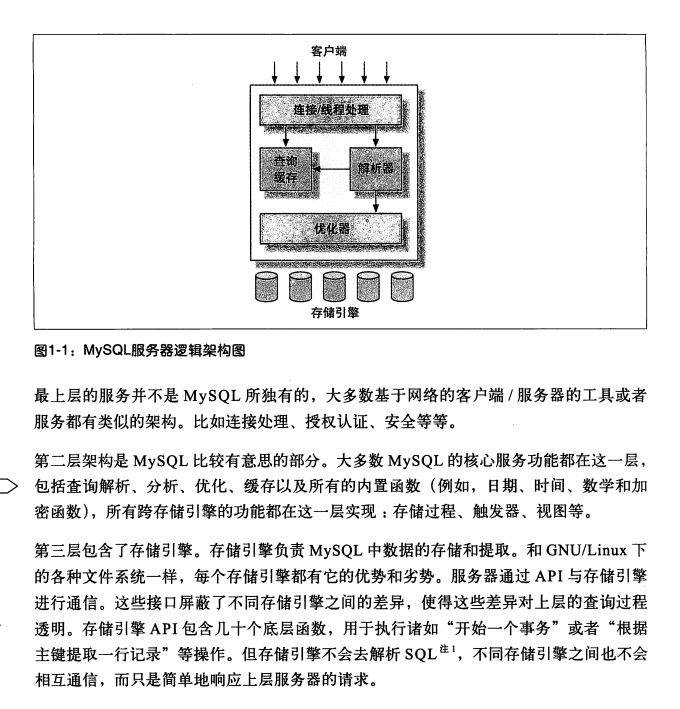 客户端
连接/线程处理
查询
缓存
解析器
优化器
存储引擎
图1-1：MySQL服务器逻辑架构图
最上层的服务并不是 MySQL 所独有的，大多数基于网络的客户端 / 服务器的工具或者
服务都有类似的架构。比如连接处理、授权认证、安全等等。
第二层架构是 MySQL 比较有意思的部分。大多数 MySQL 的核心服务功能都在这一层，
包括查询解析、分析、优化、缓存以及所有的内置函数（例如，日期、时间、数学和加
密函数），所有跨存储引擎的功能都在这一层实现：存储过程、触发器、视图等。
第三层包含了存储引擎。存储引擎负责 MySQL 中数据的存储和提取。和 GNU/Linux 下
的各种文件系统一样，每个存储引擎都有它的优势和劣势。服务器通过 API 与存储引擎
进行通信。这些接口屏蔽了不同存储引擎之间的差异，使得这些差异对上层的查询过程
透明。存储引擎 API 包含几十个底层函数，用于执行诸如“开始一个事务”或者“根据
主键提取一行记录”等操作。但存储引擎不会去解析 SQL注1，不同存储引擎之间也不会
相互通信，而只是简单地响应上层服务器的请求。